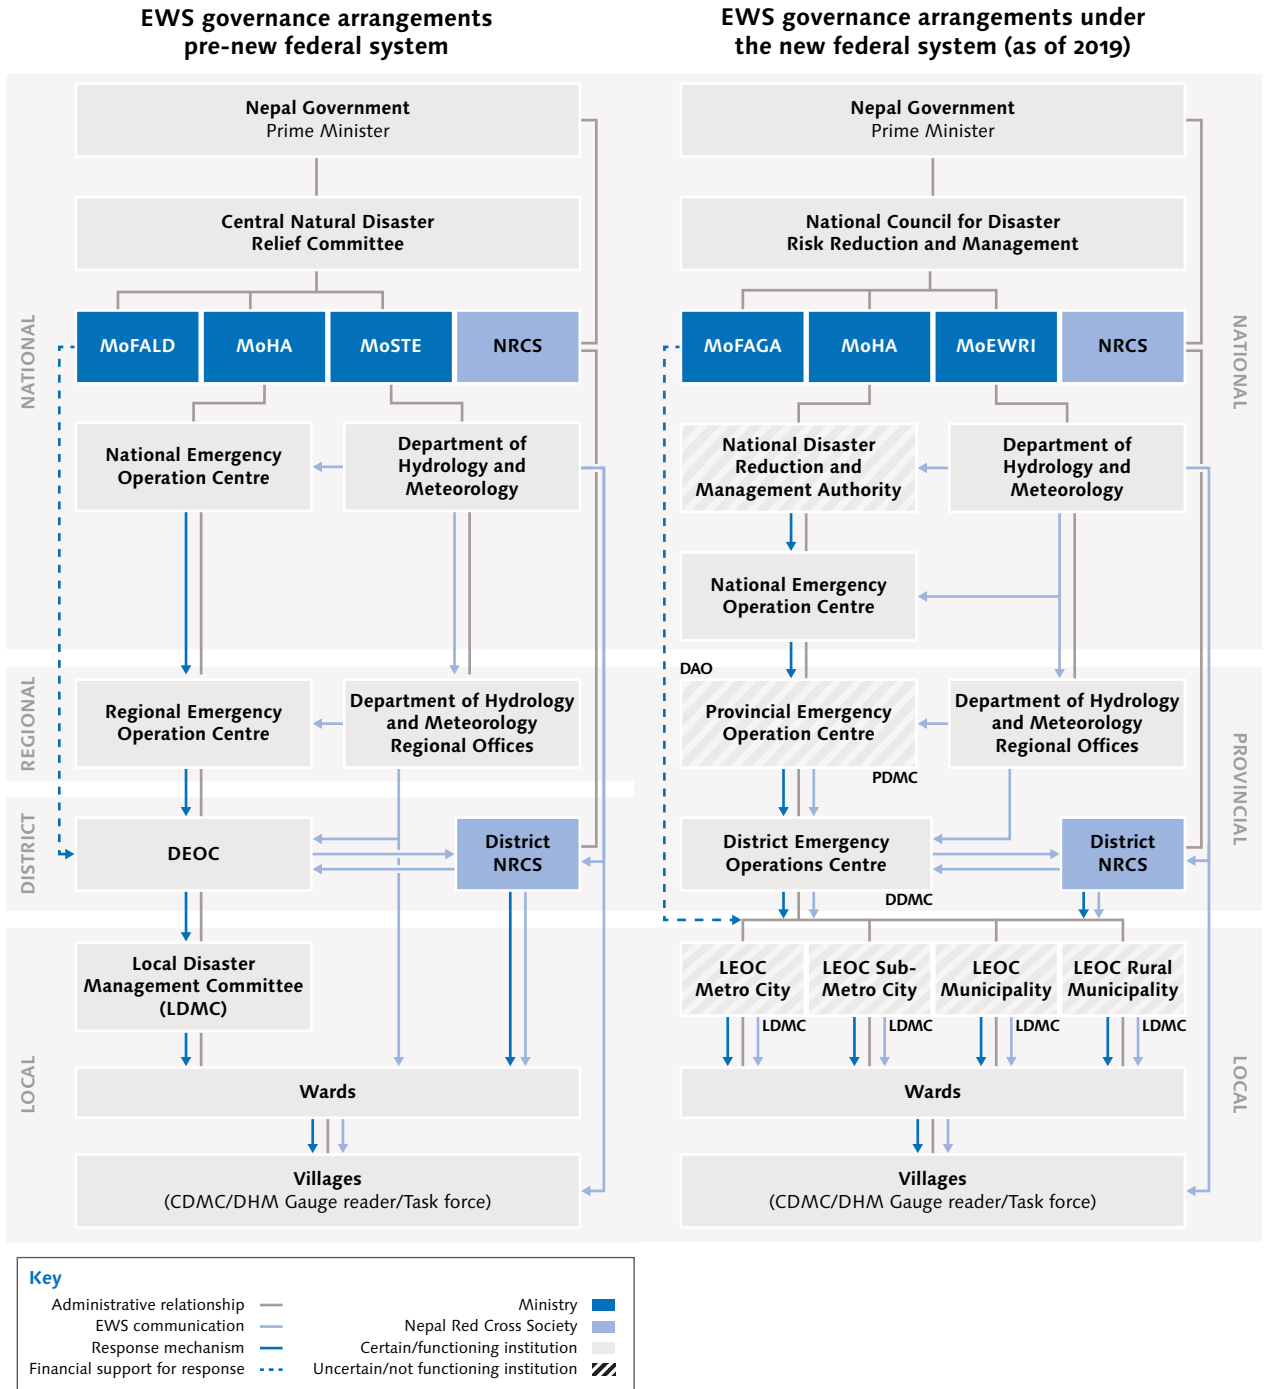 EWS governance arrangements
pre-new federal system
NATIONAL
REGIONAL
DISTRICT
LOCAL
Nepal Government
Prime Minister
Central Natural Disaster
Relief Committee
MoFALD
MoHA
MoSTE
NRCS
National Emergency
Operation Centre
Department of
Hydrology and
Meteorology
Regional Emergency
Operation Centre
Department of Hydrology
and Meteorology
Regional Offices
DEOC
District
NRCS
Local Disaster
Management Committee
(LDMC)
Wards
Villages
(CDMC/DHM Gauge reader/Task force)
EWS governance arrangements under
the new federal system (as of 2019)
Nepal Government
Prime Minister
National Council for Disaster
Risk Reduction and Management
MoFAGA
MoHA
MoEWRI
NRCS
National Disaster
Reduction and
Management Authority
Department of
Hydrology and
Meteorology
National Emergency
Operation Centre
DAO
Provincial Emergency
Operation Centre
Department of Hydrology
and Meteorology
Regional Offices
PDMC
District Emergency
Operations Centre
District
NRCS
DDMC
LEOC
Metro City
LEOC Sub-
Metro City
LEOC
Municipality
LEOC Rural
Municipality
LDMC
LDMC
LDMC
LDMC
Wards
Villages
(CDMC/DHM Gauge reader/Task force)
NATIONAL
PROVINCIAL
LOCAL
Key
Administrative relationship
EWS communication
Response mechanism
Financial support for response
Ministry
Nepal Red Cross Society
Certain/functioning institution
Uncertain/not functioning institution